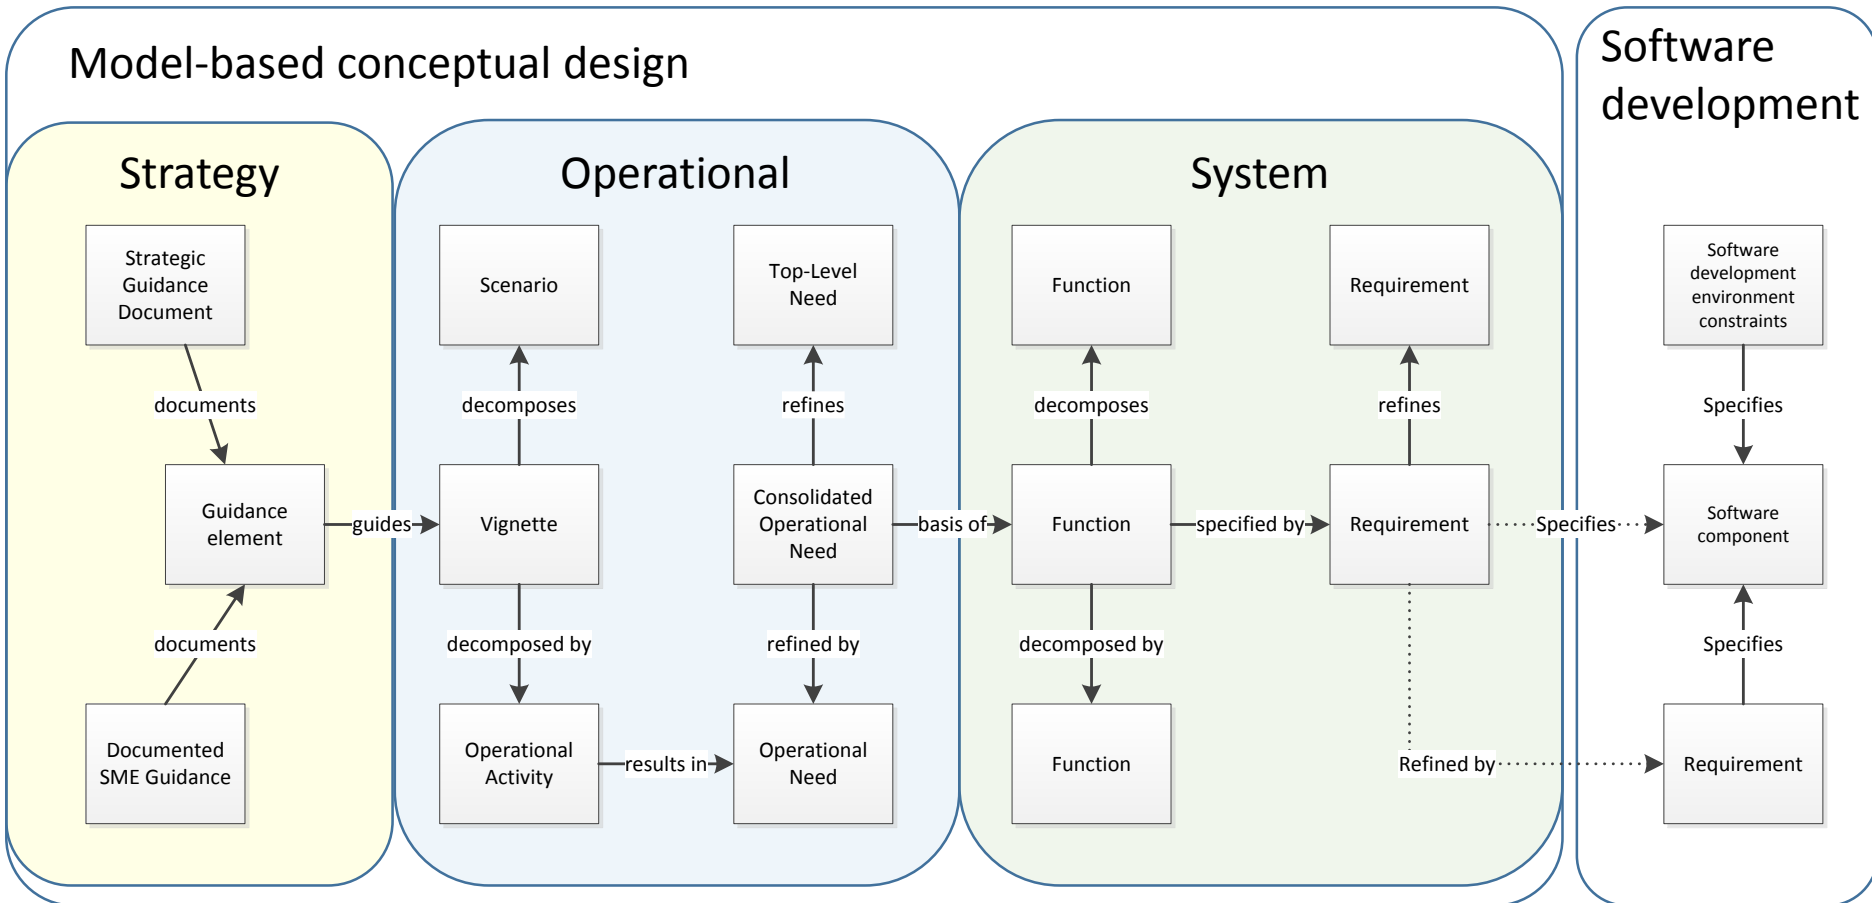 Model-based conceptual design
Software
development
Strategy
Operational
System
Strategic
Guidance
Document
Scenario
Top-Level
Need
Function
Requirement
Software
development
environment
constraints
documents
decomposes
refines
decomposes
refines
Specifies
Guidance
element
guides
Vignette
Consolidated
Operational
Need
basis of
Function
specified by
Requirement
Specifies
Software
component
documents
decomposed by
refined by
decomposed by
Specifies
Documented
SME Guidance
Operational
Activity
results in
Operational
Need
Function
Refined by
Requirement